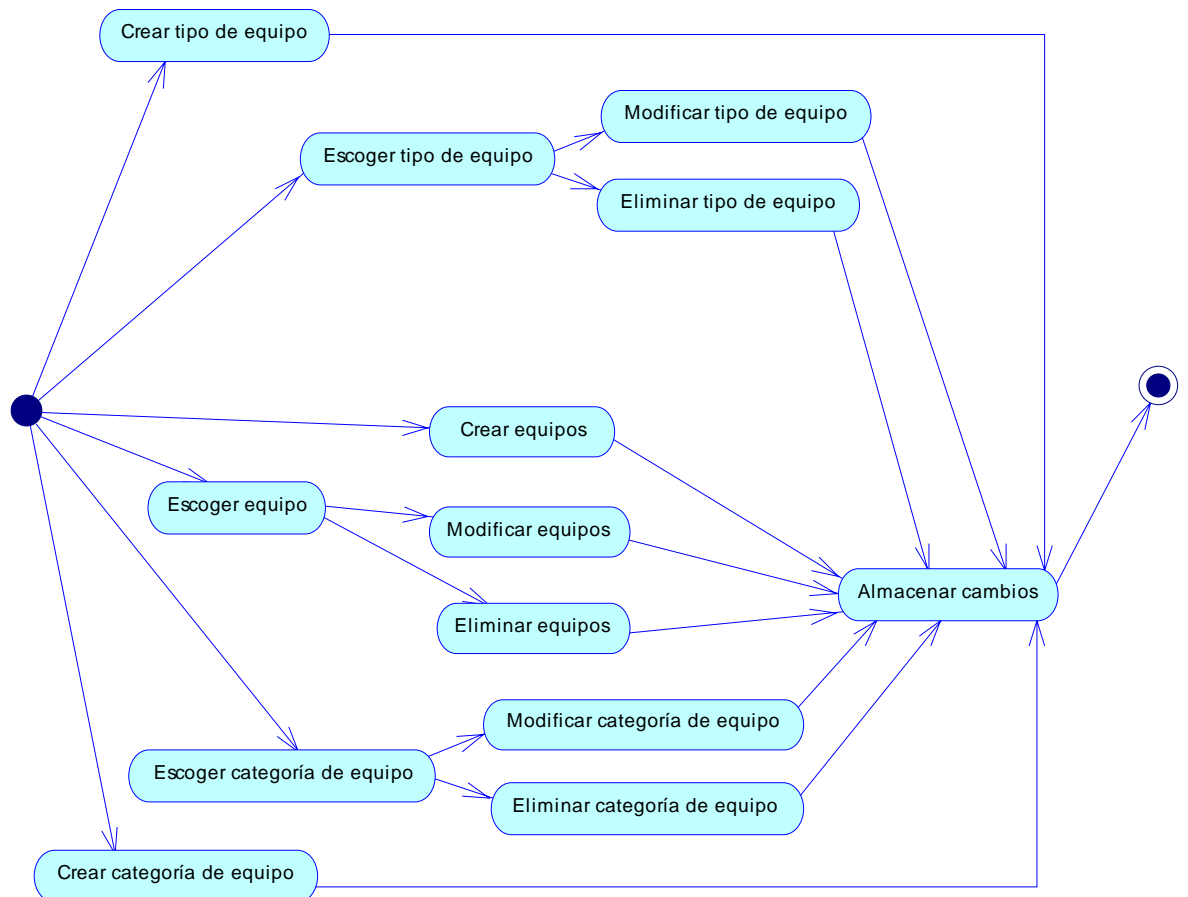 Crear tipo de equipo
Modificar tipo de equipo
Escoger tipo de equipo
Eliminar tipo de equipo
Crear equipos
Escoger equipo
Modificar equipos
Almacenar cambios
Eliminar equipos
Modificar categoría de equipo
Escoger categoría de equipo
Eliminar categoría de equipo
Crear categoría de equipo